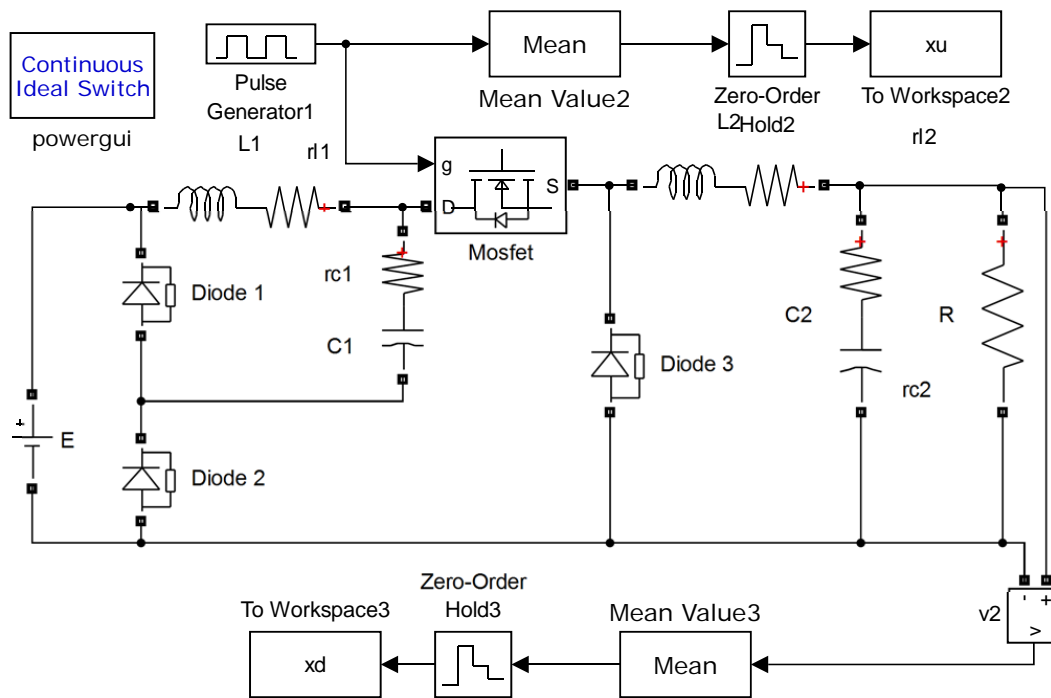 Continuous
Ideal Switch
powergui
Pulse
Generator1
Mean
Mean Value2
Zero-Order
Hold2
xu
To Workspace2
L1
rl1
g
D
S
Mosfet
L2
rl2
Diode 1
rc1
C1
Diode 3
C2
rc2
R
+
E
Diode 2
-
+
v
v2
Zero-Order
Hold3
To Workspace3
xd
Mean Value3
Mean